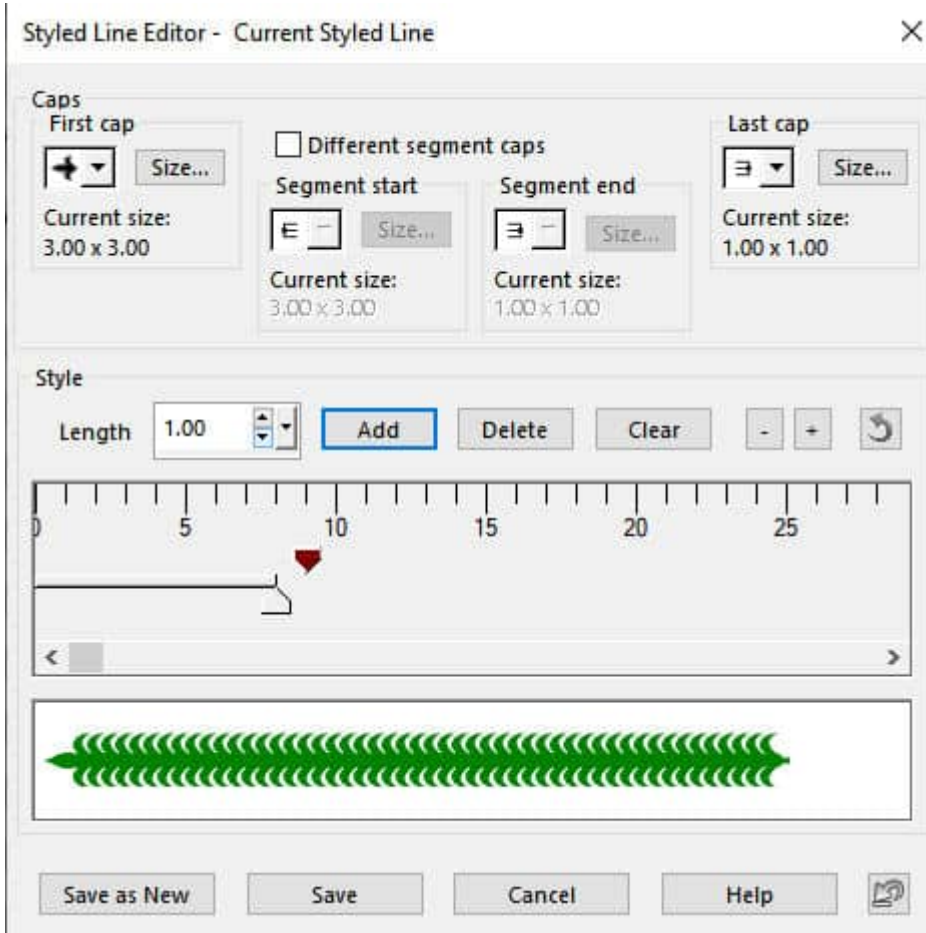 Styled Line Editor - Current Styled Line
Caps
First cap
Size...
Current size:
3.00 x 3.00
Different segment caps
Segment start
Size...
Current size:
3.00 x 3.00
Segment end
Size...
Current size:
1.00 x 1.00
Last cap
Size...
Current size:
1.00 x 1.00
Style
Length 1.00 Add Delete Clear - +
0 5 10 15 20 25
Save as New Save Cancel Help